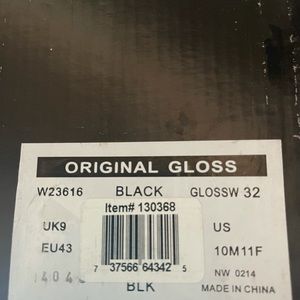 ORIGINAL GLOSS
W23616 BLACK GLOSSW 32
Item# 130368
UK9 US
EU43 10M11F
7 37566 64342 5
NW 0214
BLK MADE IN CHINA